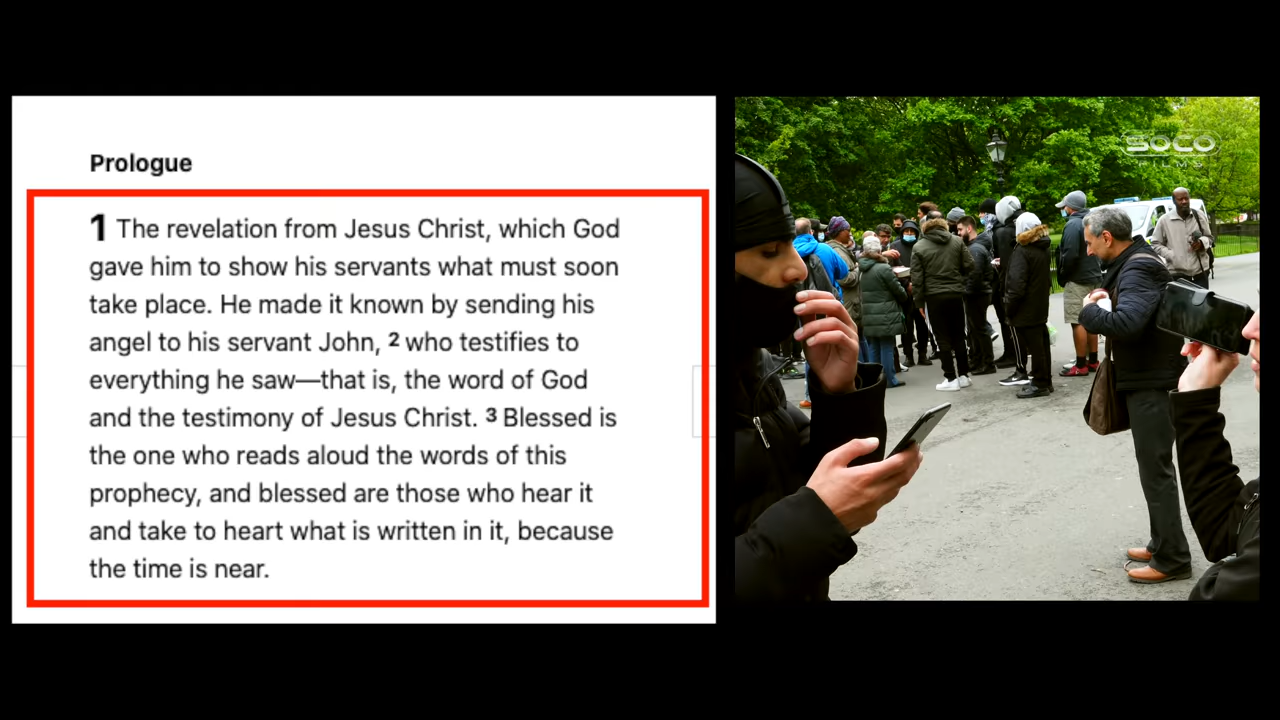 Prologue
1 The revelation from Jesus Christ, which God
gave him to show his servants what must soon
take place. He made it known by sending his
angel to his servant John, 2 who testifies to
everything he saw—that is, the word of God
and the testimony of Jesus Christ. 3 Blessed is
the one who reads aloud the words of this
prophecy, and blessed are those who hear it
and take to heart what is written in it, because
the time is near.
SOCO
FILMS